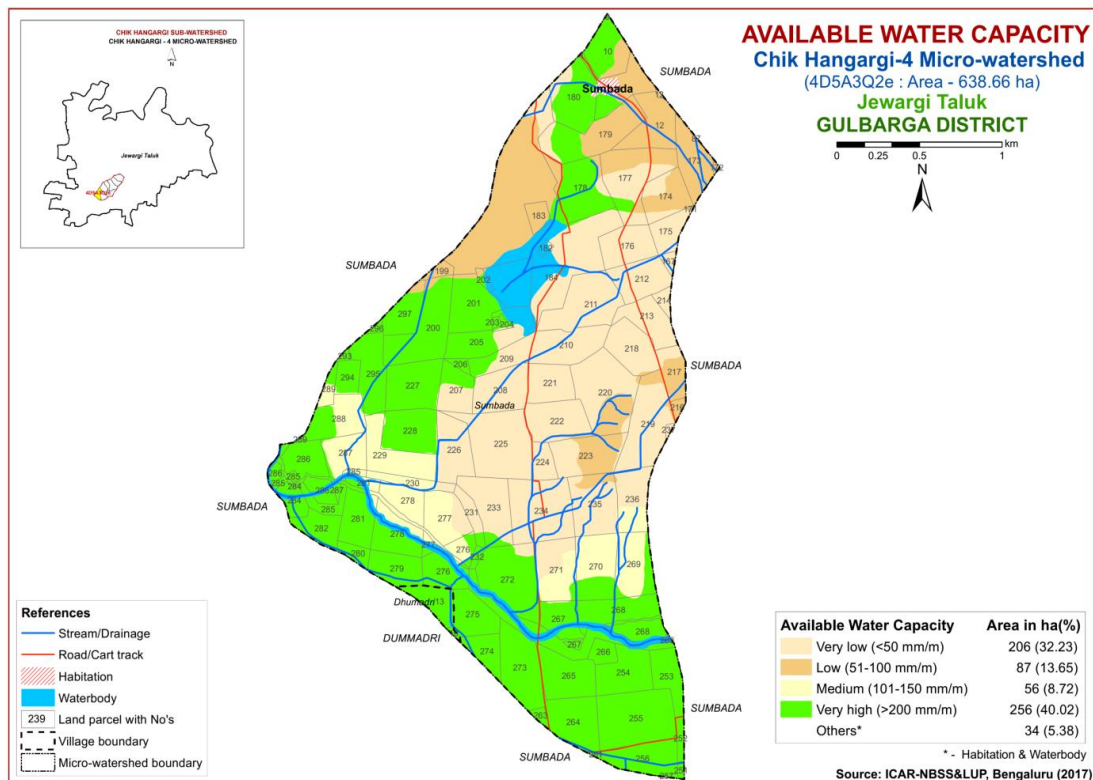 CHIK HANGARGI SUB-WATERSHED
CHIK HANGARGI - 4 MICRO-WATERSHED
N
Jewargi Taluk
AVAILABLE WATER CAPACITY
Chik Hangargi-4 Micro-watershed
(4D5A3Q2e : Area - 638.66 ha)
Jewargi Taluk
GULBARGA DISTRICT
km
0 0.25 0.5 1
N
SUMBADA
10
180
Sumbada
12
12
179
173
177
178
174
183
175
176
182
SUMBADA
199
202
184
212
201
211
214
297
200
203
204
213
296
205
210
218
293
206
209
SUMBADA
294
295
227
207
208
221
217
289
220
Sumbada
288
222
219
228
225
226
287
229
224
223
286
285
230
236
284
278
235
233
234
231
277
SUMBADA
281
282
278
276
232
280
279
276
272
271
270
269
Dhumadri
13
275
268
267
268
DUMMADRI
267
266
274
273
265
254
253
263
264
255
SUMBADA
252
SUMBADA
256
References
Stream/Drainage
Road/Cart track
Habitation
Waterbody
239 Land parcel with No's
Village boundary
Micro-watershed boundary
Available Water Capacity Area in ha(%)
Very low (<50 mm/m) 206 (32.23)
Low (51-100 mm/m) 87 (13.65)
Medium (101-150 mm/m) 56 (8.72)
Very high (>200 mm/m) 256 (40.02)
Others* 34 (5.38)
* - Habitation & Waterbody
Source: ICAR-NBSS&LUP, Bengaluru (2017)